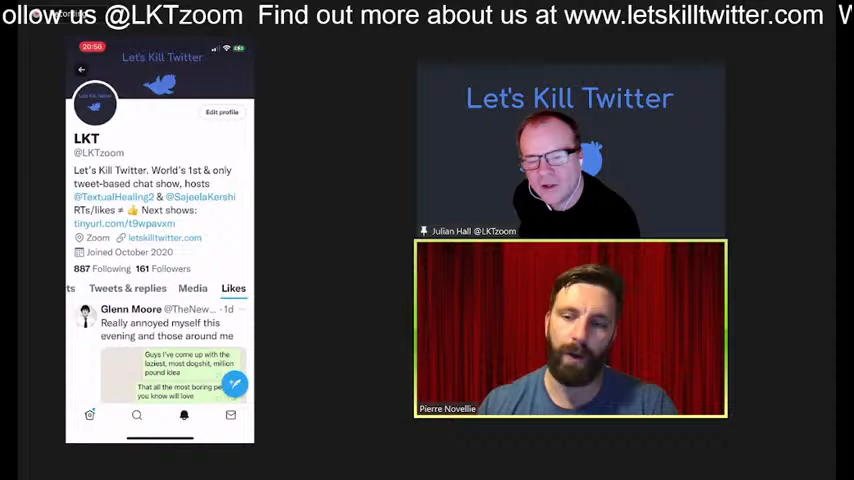 ollow us @LKTzoom Find out more about us at www.letskilltwitter.com W
20:56
Let's Kill Twitter
Edit profile
LKT
@LKTzoom
Let's Kill Twitter. World's 1st & only
tweet-based chat show, hosts
@TextualHealing2 & @SajeelaKershi
RTs/likes ≠ 👍 Next shows:
tinyurl.com/t9wpavxm
Zoom letskilltwitter.com
Joined October 2020
887 Following 161 Followers
ts Tweets & replies Media Likes
Glenn Moore @TheNew... · 1d
Really annoyed myself this
evening and those around me
Guys I've come up with the
laziest, most dogshit, million
pound idea
That all the most boring pe
you know will love
Let's Kill Twitter
Julian Hall @LKTzoom
Pierre Novellie